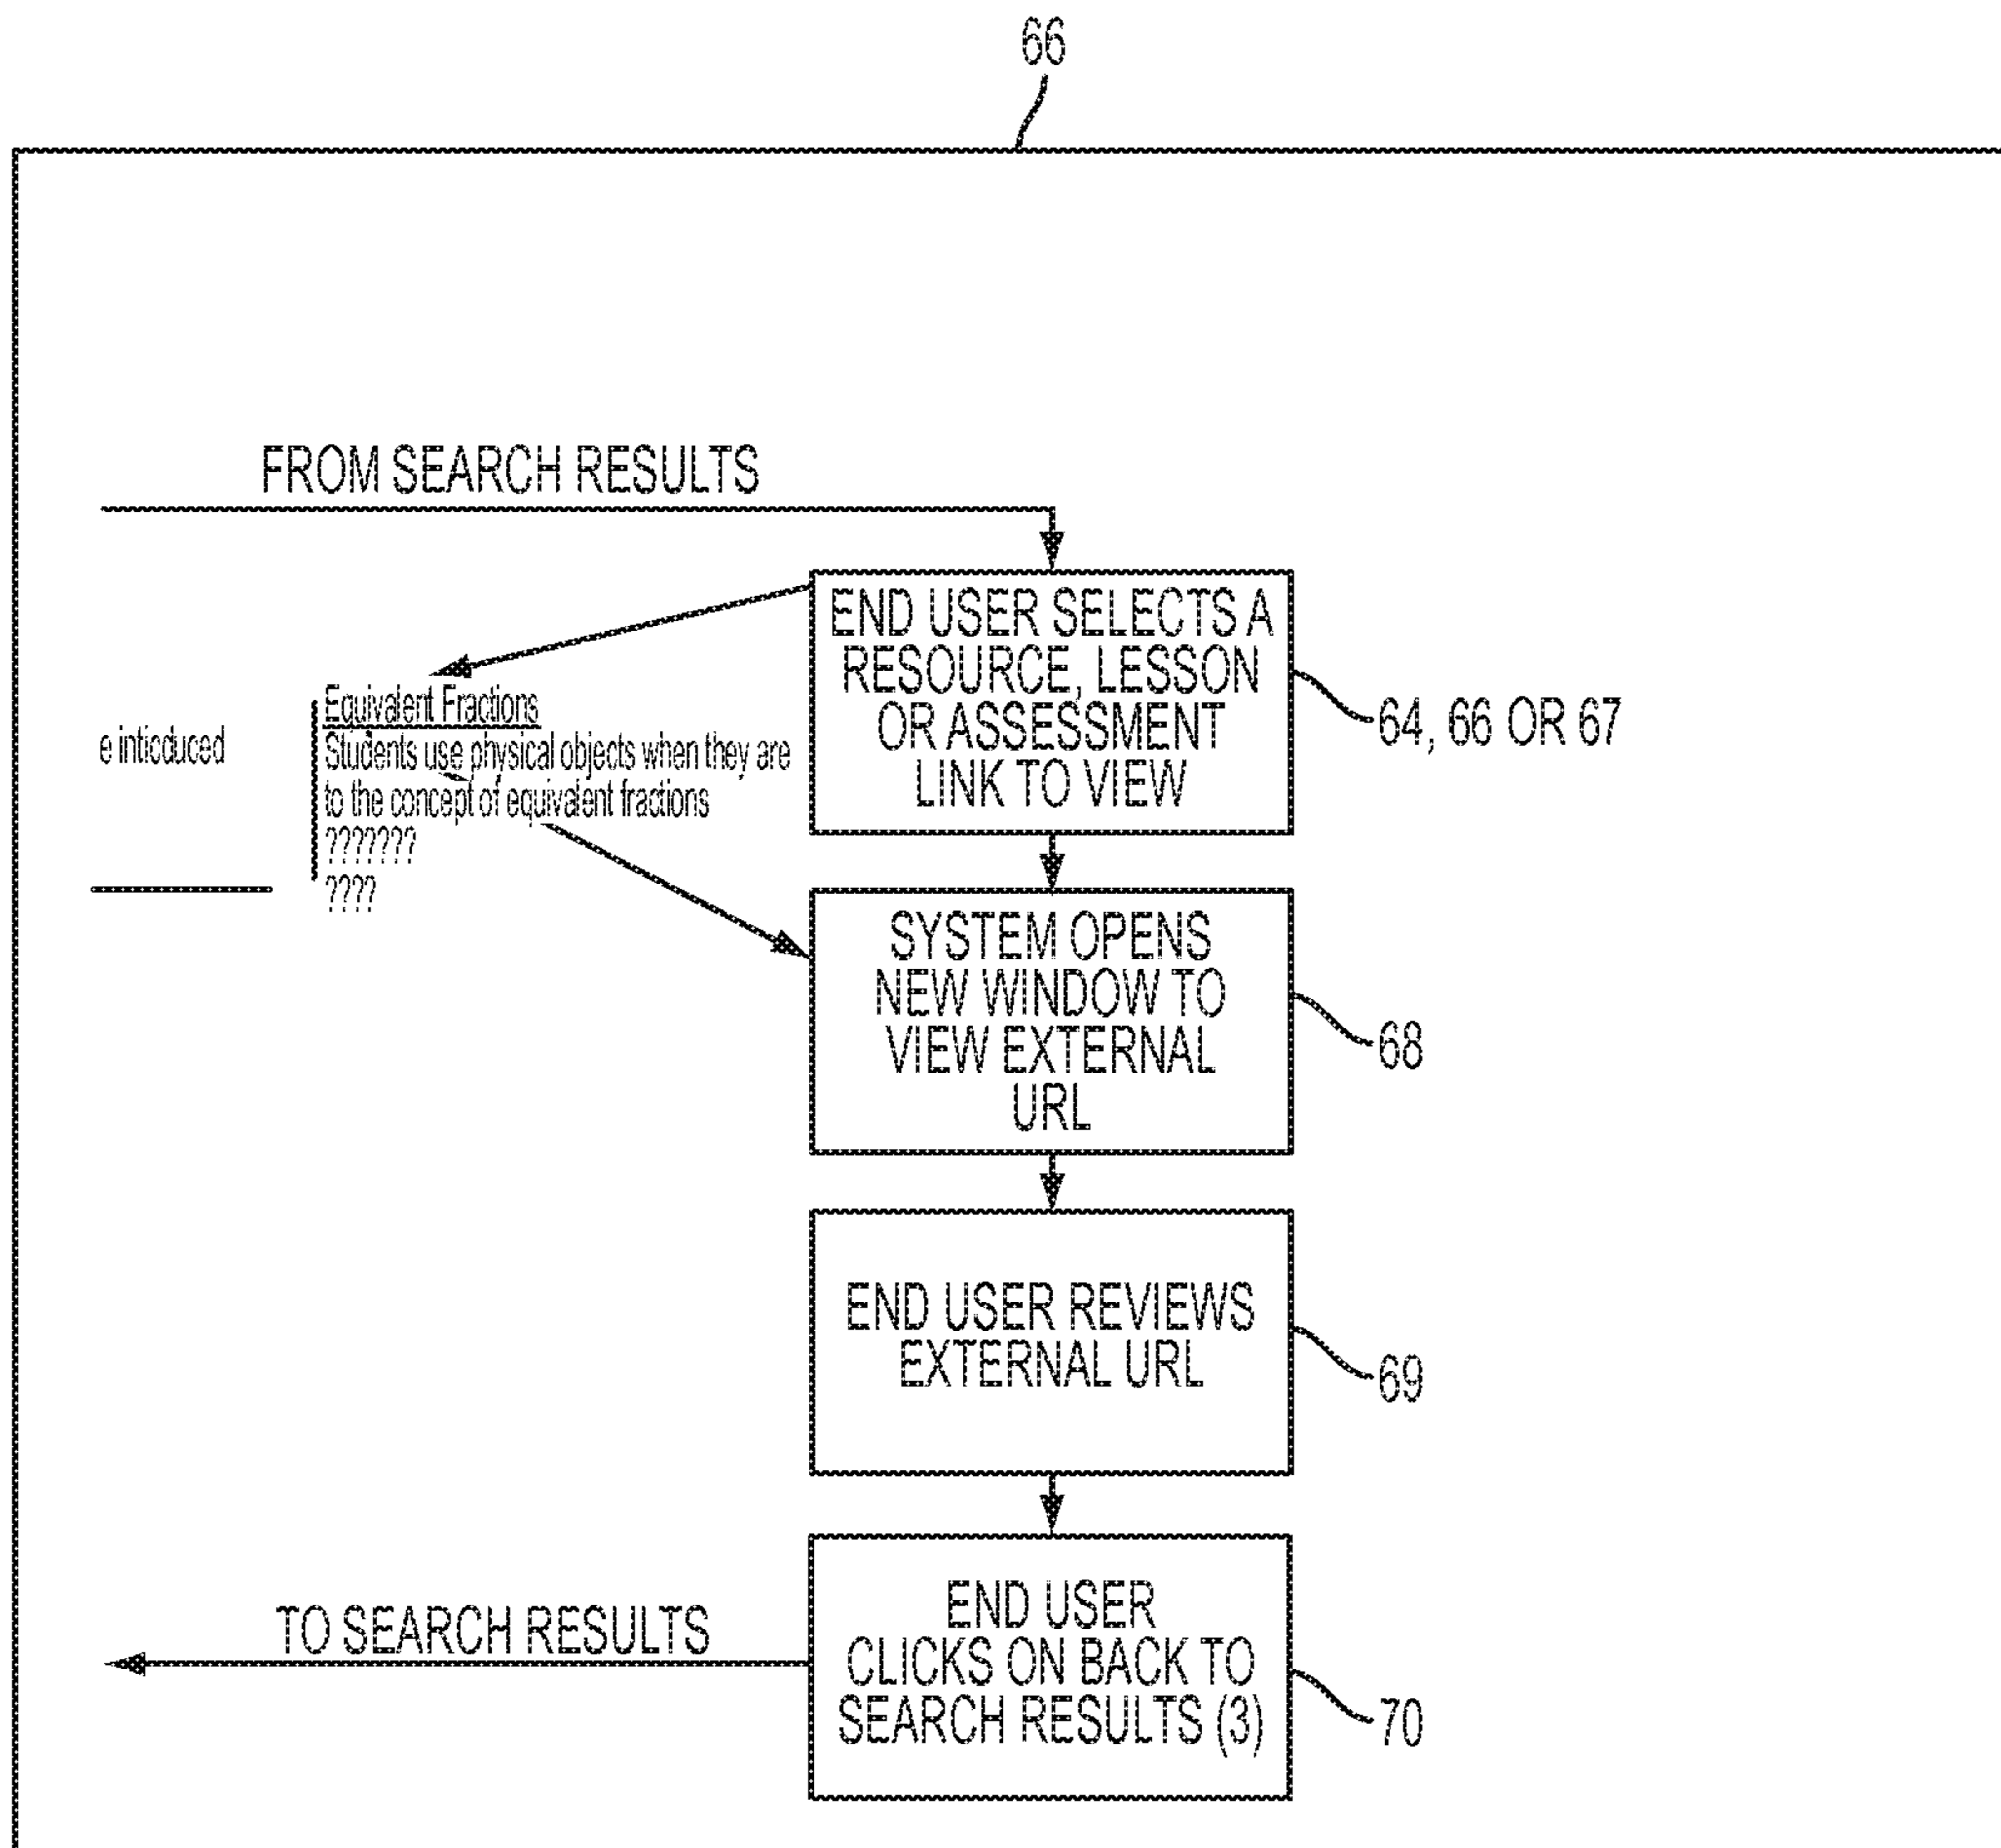 66
FROM SEARCH RESULTS
END USER SELECTS A
RESOURCE, LESSON
OR ASSESSMENT
LINK TO VIEW
64, 66 OR 67
Equivalent Fractions
e inticduced
Students use physical objects when they are
to the concept of equivalent fractions
???????
????
SYSTEM OPENS
NEW WINDOW TO
VIEW EXTERNAL
URL
68
END USER REVIEWS
EXTERNAL URL
69
TO SEARCH RESULTS
END USER
CLICKS ON BACK TO
SEARCH RESULTS (3)
70